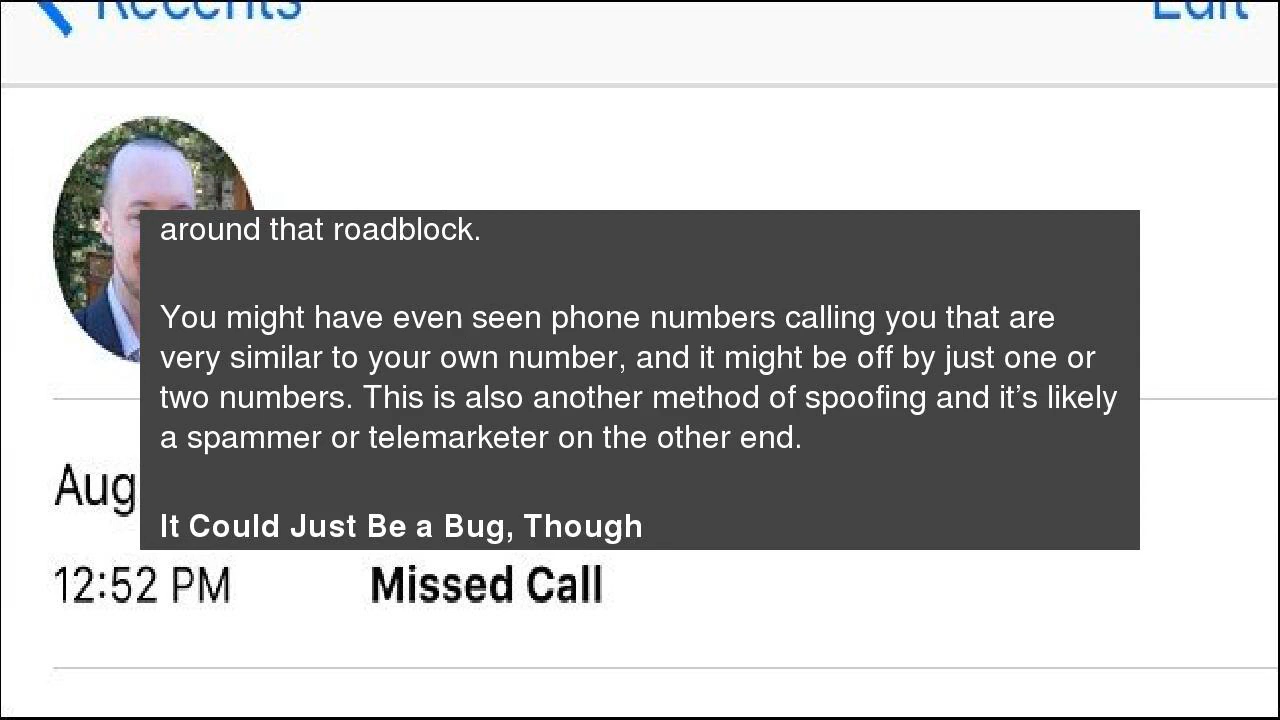 Recents
Edit
around that roadblock.
You might have even seen phone numbers calling you that are
very similar to your own number, and it might be off by just one or
two numbers. This is also another method of spoofing and it’s likely
a spammer or telemarketer on the other end.
Aug
It Could Just Be a Bug, Though
12:52 PM
Missed Call